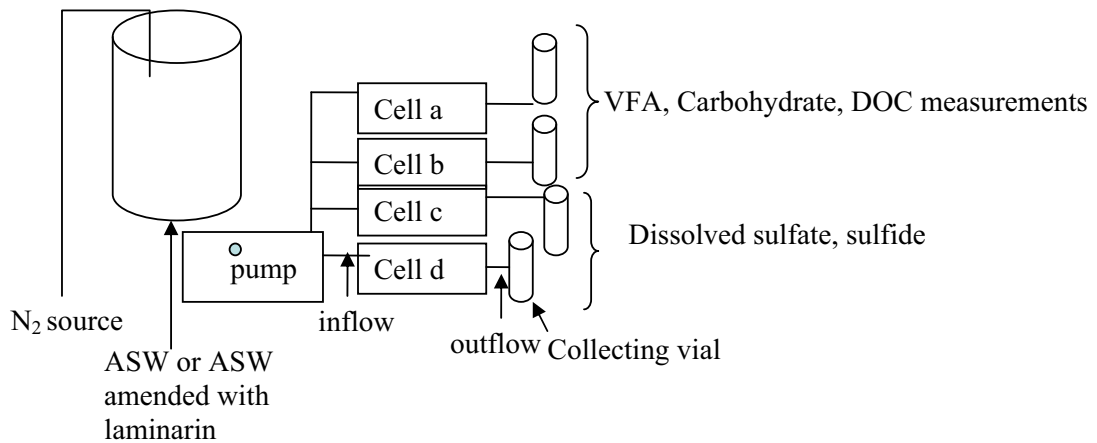 Cell a
Cell b
Cell c
Cell d
VFA, Carbohydrate, DOC measurements
Dissolved sulfate, sulfide
pump
N₂ source
inflow
outflow
Collecting vial
ASW or ASW
amended with
laminarin